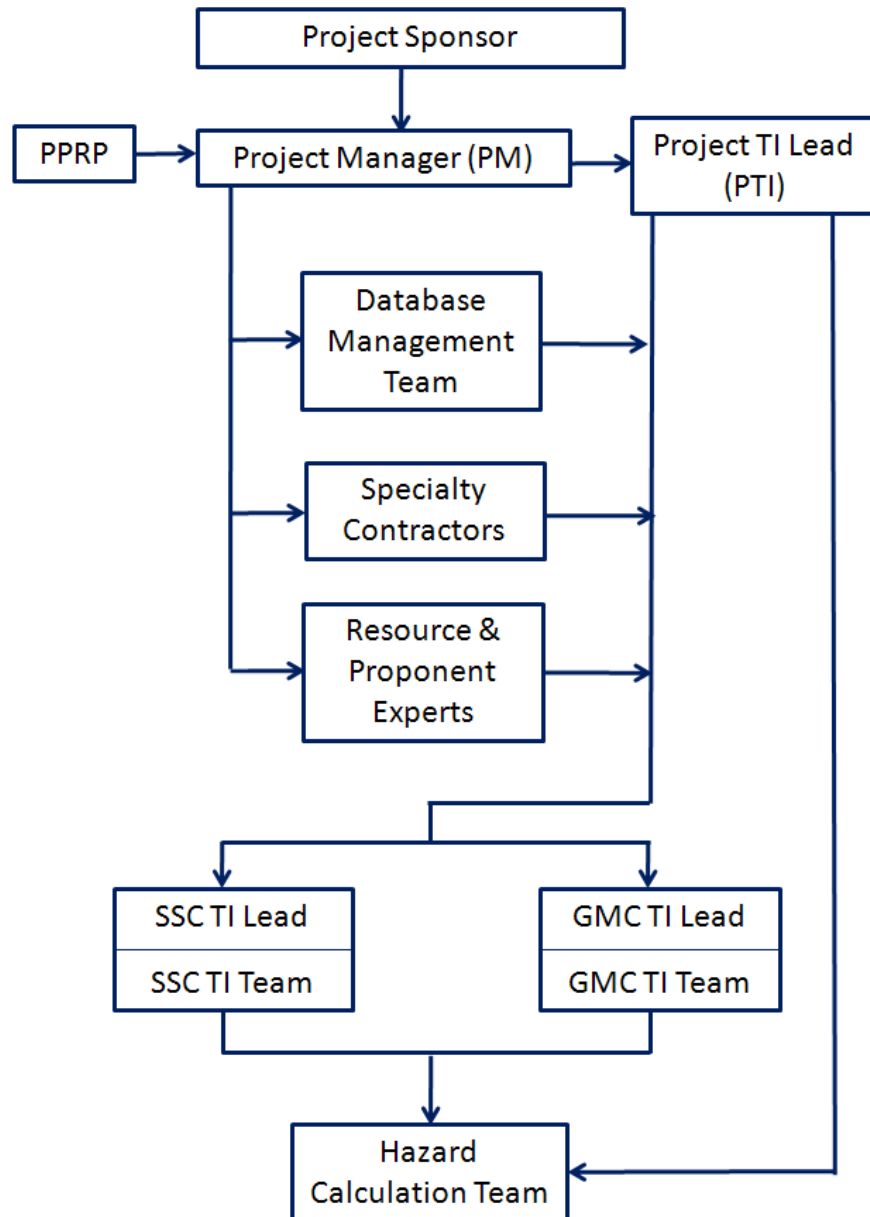 Project Sponsor
PPRP
Project Manager (PM)
Project TI Lead
(PTI)
Database
Management
Team
Specialty
Contractors
Resource &
Proponent
Experts
SSC TI Lead
SSC TI Team
GMC TI Lead
GMC TI Team
Hazard
Calculation Team